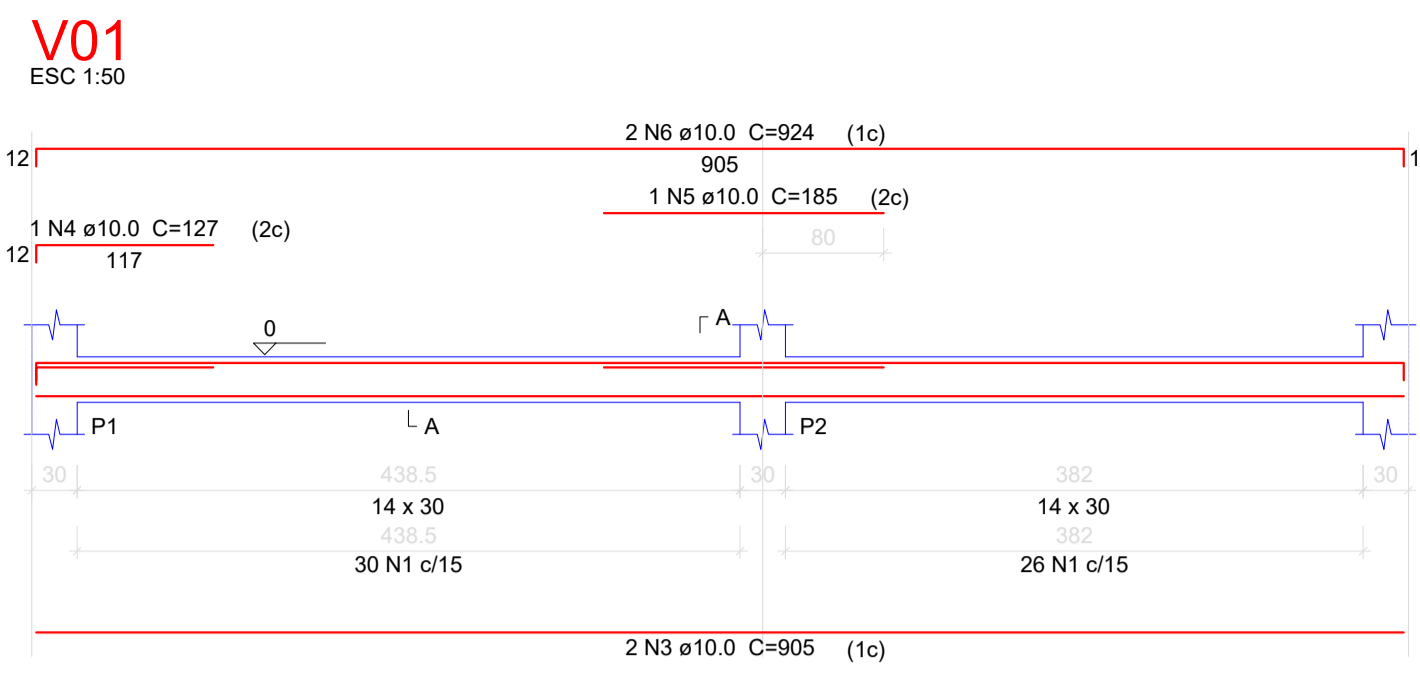 V01
ESC 1:50
2 N6 ø10.0 C=924 (1c)
12
905
1
1 N5 ø10.0 C=185 (2c)
80
1 N4 ø10.0 C=127 (2c)
12
117
0
A
P1
A
P2
30 438.5 30 382 30
14 x 30 14 x 30
438.5 382
30 N1 c/15 26 N1 c/15
2 N3 ø10.0 C=905 (1c)